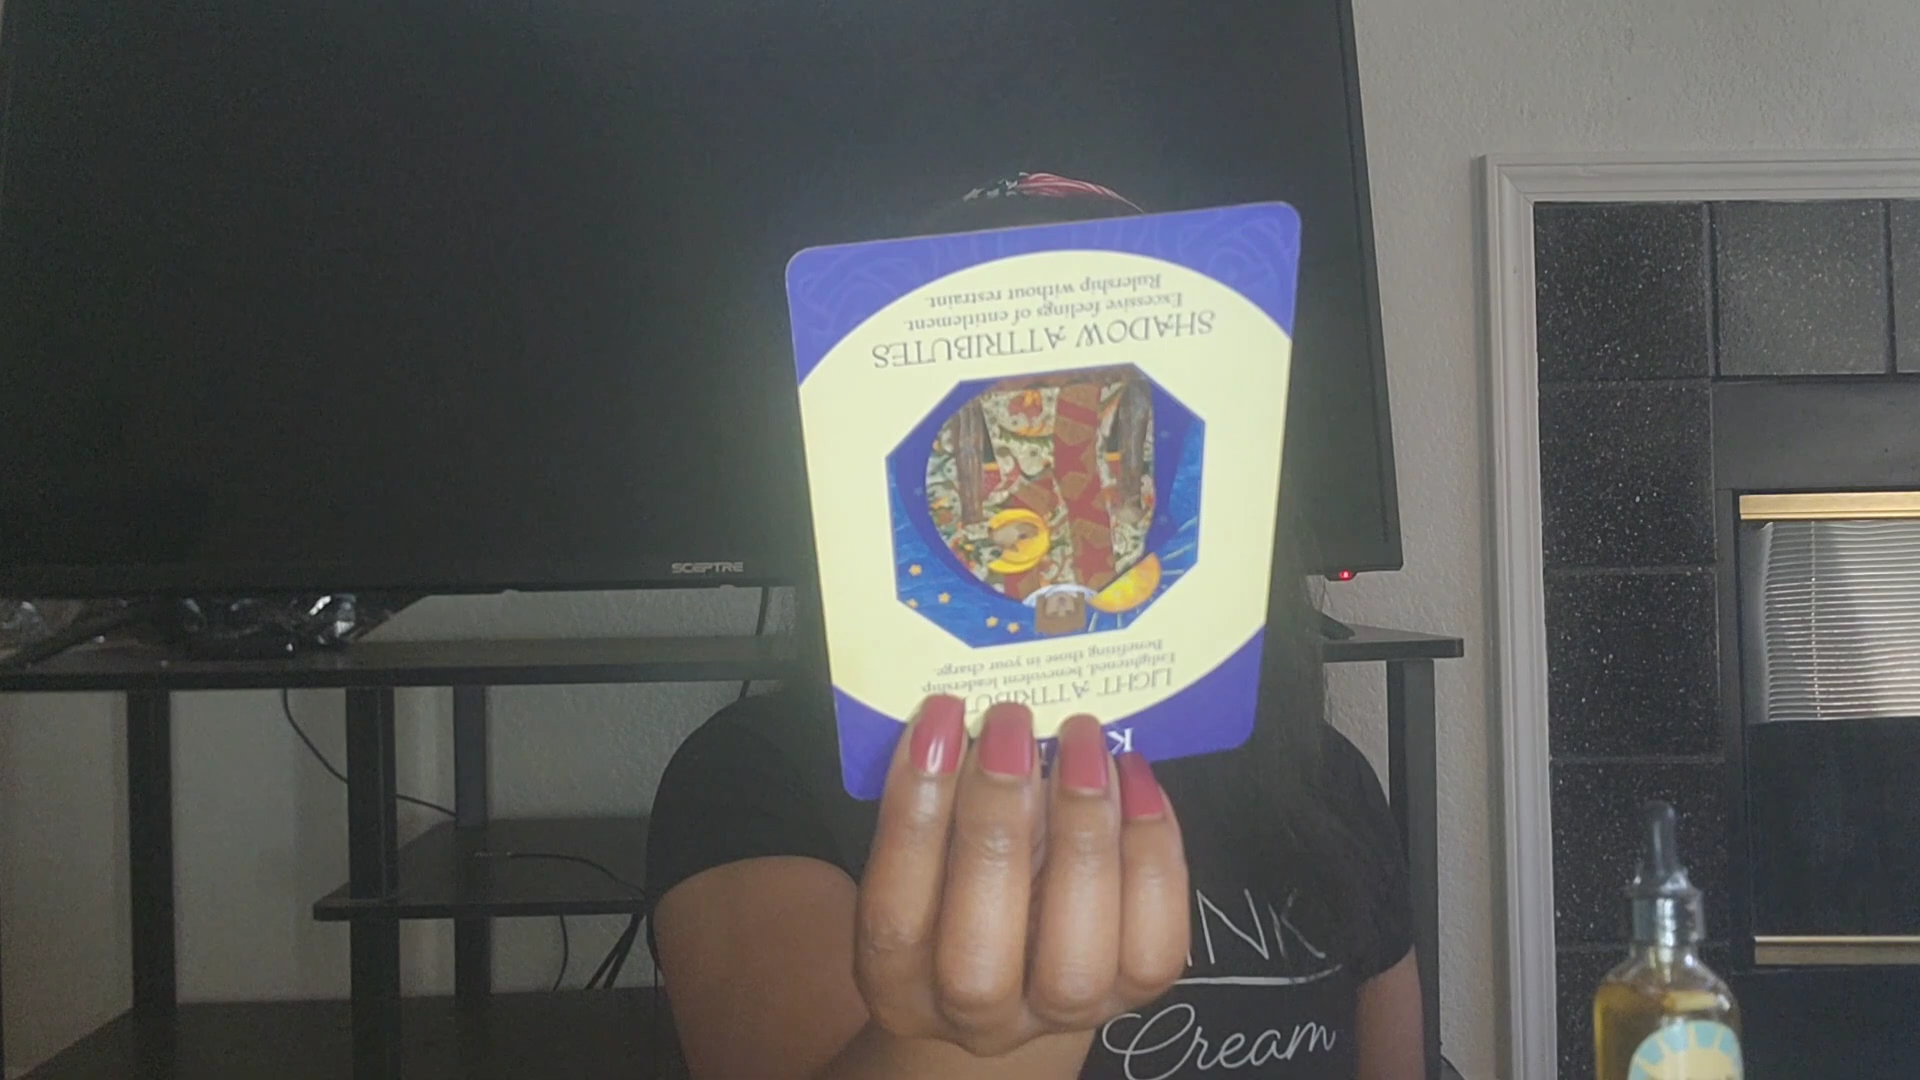 Rulership without restraint.
Excessive feelings of entitlement.
SHADOW ATTRIBUTES
Benefiting those in your charge.
Enlightened, benevolent leadership.
LIGHT
SCEPTRE
Cream